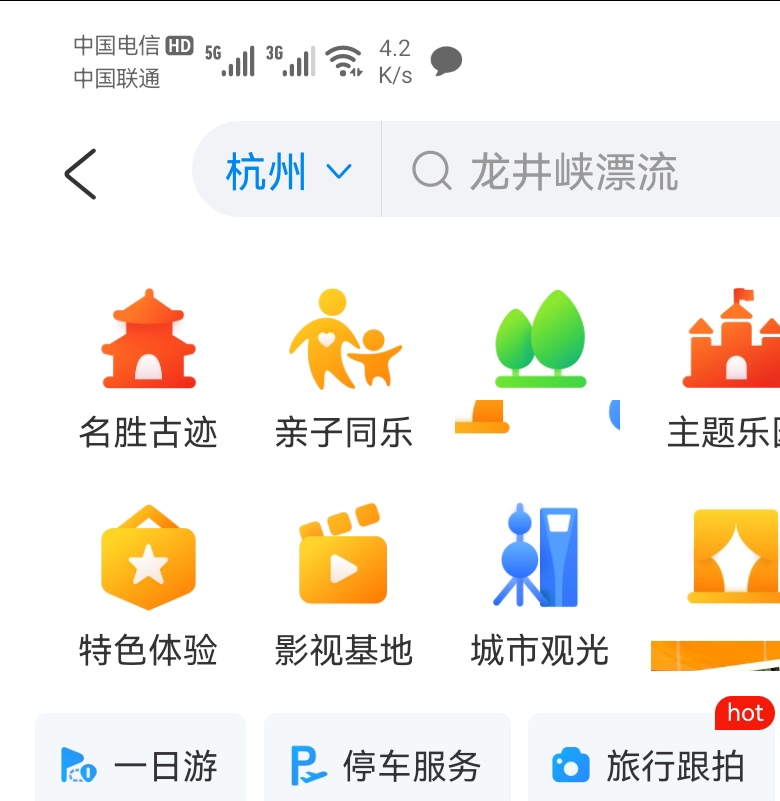 中国电信 HD 5G 3G 4.2
中国联通 K/s
杭州 龙井峡漂流
名胜古迹 亲子同乐 主题乐
特色体验 影视基地 城市观光
hot
一日游 停车服务 旅行跟拍